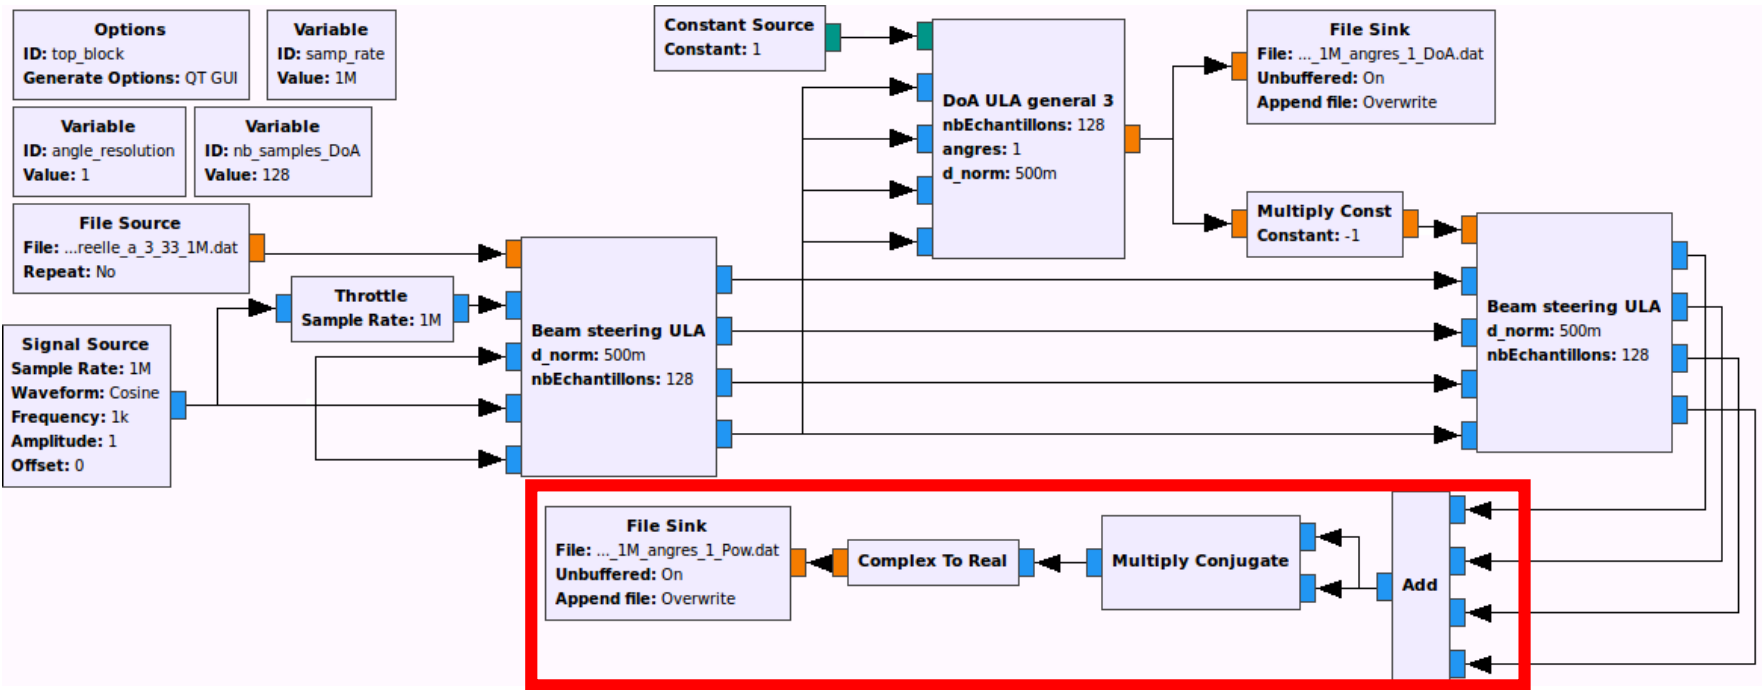 Options
ID: top_block
Generate Options: QT GUI
Variable
ID: samp_rate
Value: 1M
Variable
ID: angle_resolution
Value: 1
Variable
ID: nb_samples_DoA
Value: 128
File Source
File: ...reelle_a_3_33_1M.dat
Repeat: No
Throttle
Sample Rate: 1M
Signal Source
Sample Rate: 1M
Waveform: Cosine
Frequency: 1k
Amplitude: 1
Offset: 0
Beam steering ULA
d_norm: 500m
nbEchantillons: 128
Constant Source
Constant: 1
DoA ULA general 3
nbEchantillons: 128
angres: 1
d_norm: 500m
File Sink
File: ..._1M_angres_1_DoA.dat
Unbuffered: On
Append file: Overwrite
Multiply Const
Constant: -1
Beam steering ULA
d_norm: 500m
nbEchantillons: 128
File Sink
File: ..._1M_angres_1_Pow.dat
Unbuffered: On
Append file: Overwrite
Complex To Real
Multiply Conjugate
Add